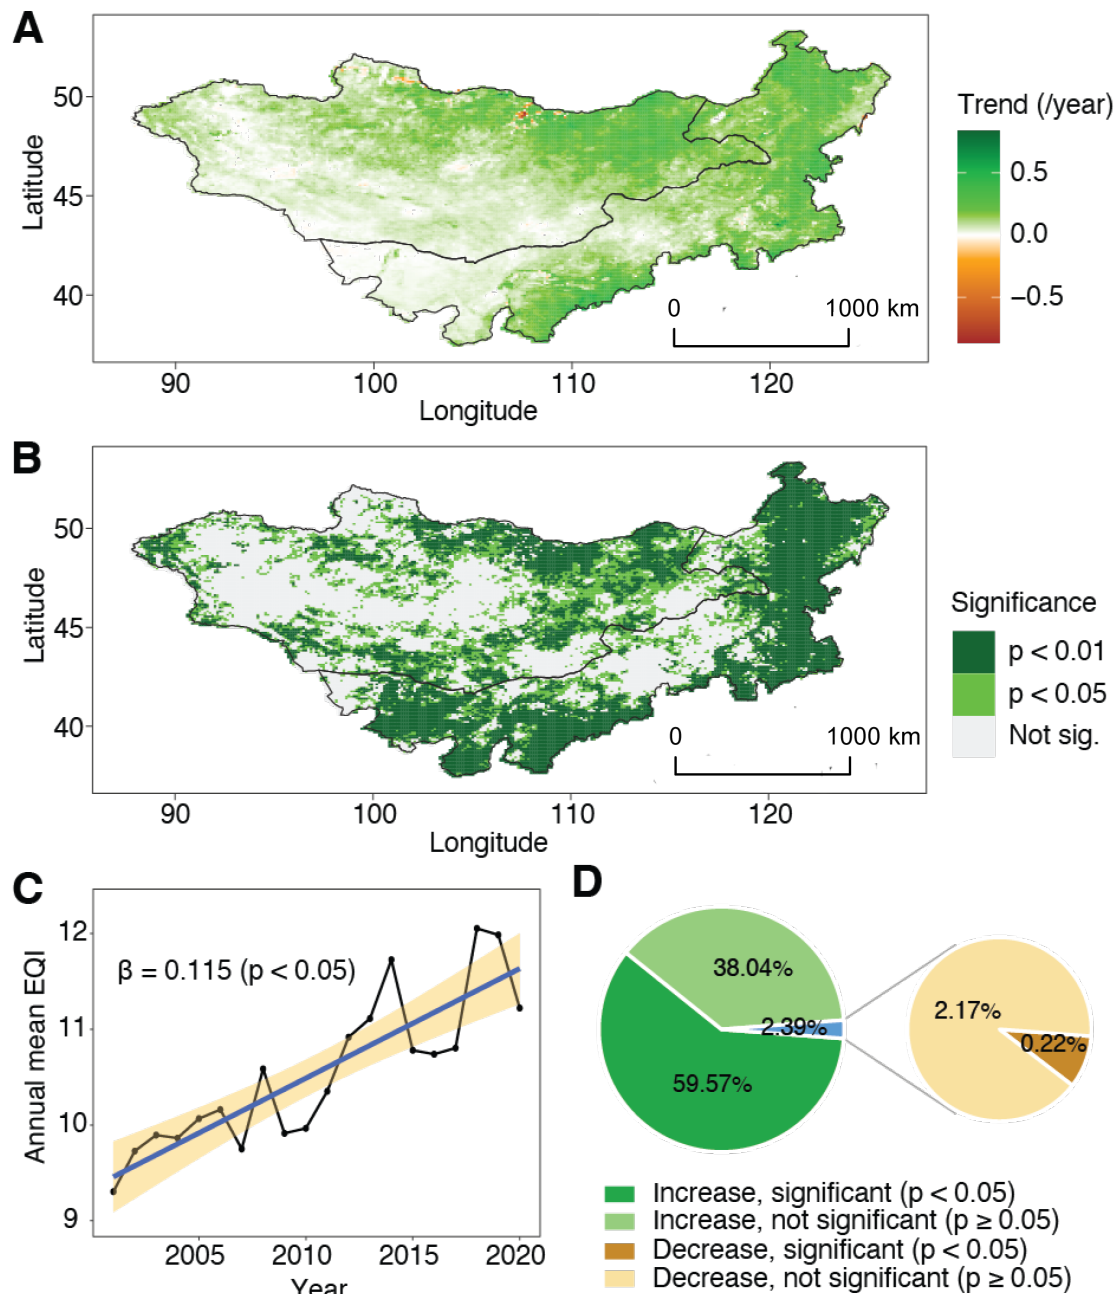 A
50
45
40
Latitude
90
100
110
120
Longitude
0
1000 km
Trend (/year)
0.5
0.0
−0.5
B
50
45
40
Latitude
90
100
110
120
Longitude
0
1000 km
Significance
p < 0.01
p < 0.05
Not sig.
C
12
11
10
9
Annual mean EQI
β = 0.115 (p < 0.05)
2005
2010
2015
2020
Year
D
38.04%
2.39%
59.57%
2.17%
0.22%
Increase, significant (p < 0.05)
Increase, not significant (p ≥ 0.05)
Decrease, significant (p < 0.05)
Decrease, not significant (p ≥ 0.05)